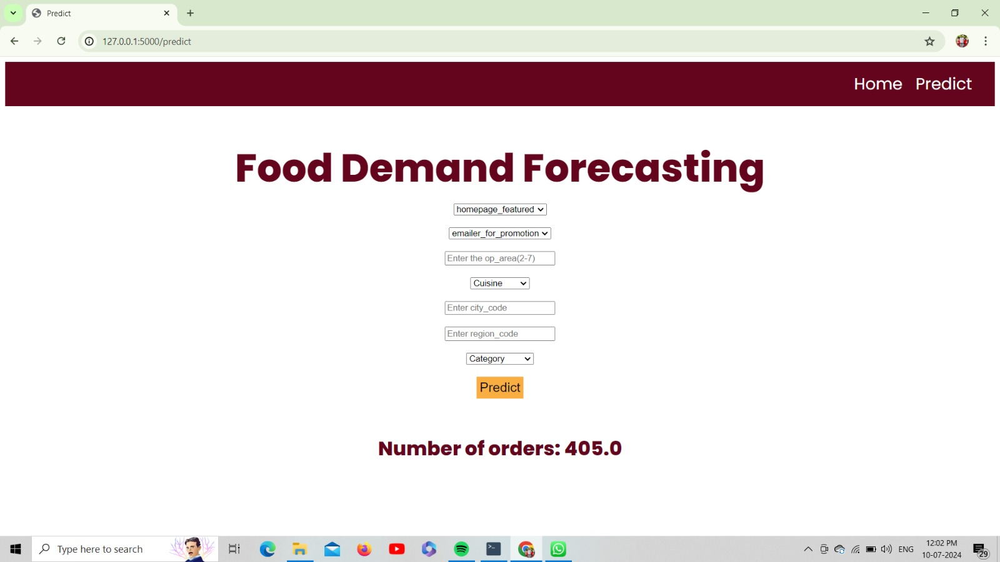 Predict
127.0.0.1:5000/predict
Home Predict
Food Demand Forecasting
homepage_featured
emailer_for_promotion
Enter the op_area(2-7)
Cuisine
Enter city_code
Enter region_code
Category
Predict
Number of orders: 405.0
Type here to search
ENG
12:02 PM
10-07-2024
29